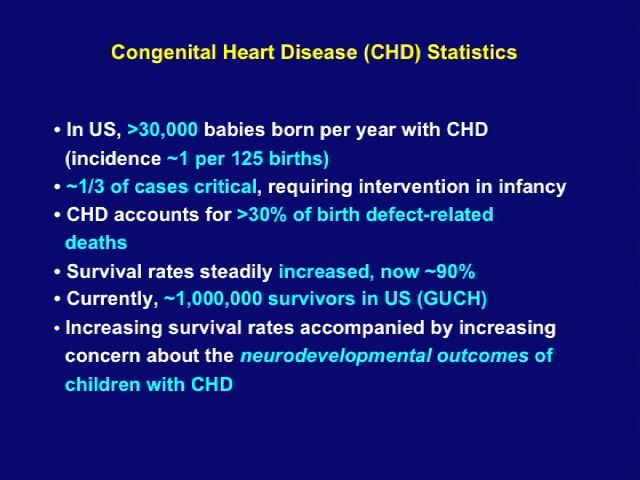 Congenital Heart Disease (CHD) Statistics
• In US, >30,000 babies born per year with CHD
(incidence ~1 per 125 births)
• ~1/3 of cases critical, requiring intervention in infancy
• CHD accounts for >30% of birth defect-related
deaths
• Survival rates steadily increased, now ~90%
• Currently, ~1,000,000 survivors in US (GUCH)
• Increasing survival rates accompanied by increasing
concern about the neurodevelopmental outcomes of
children with CHD